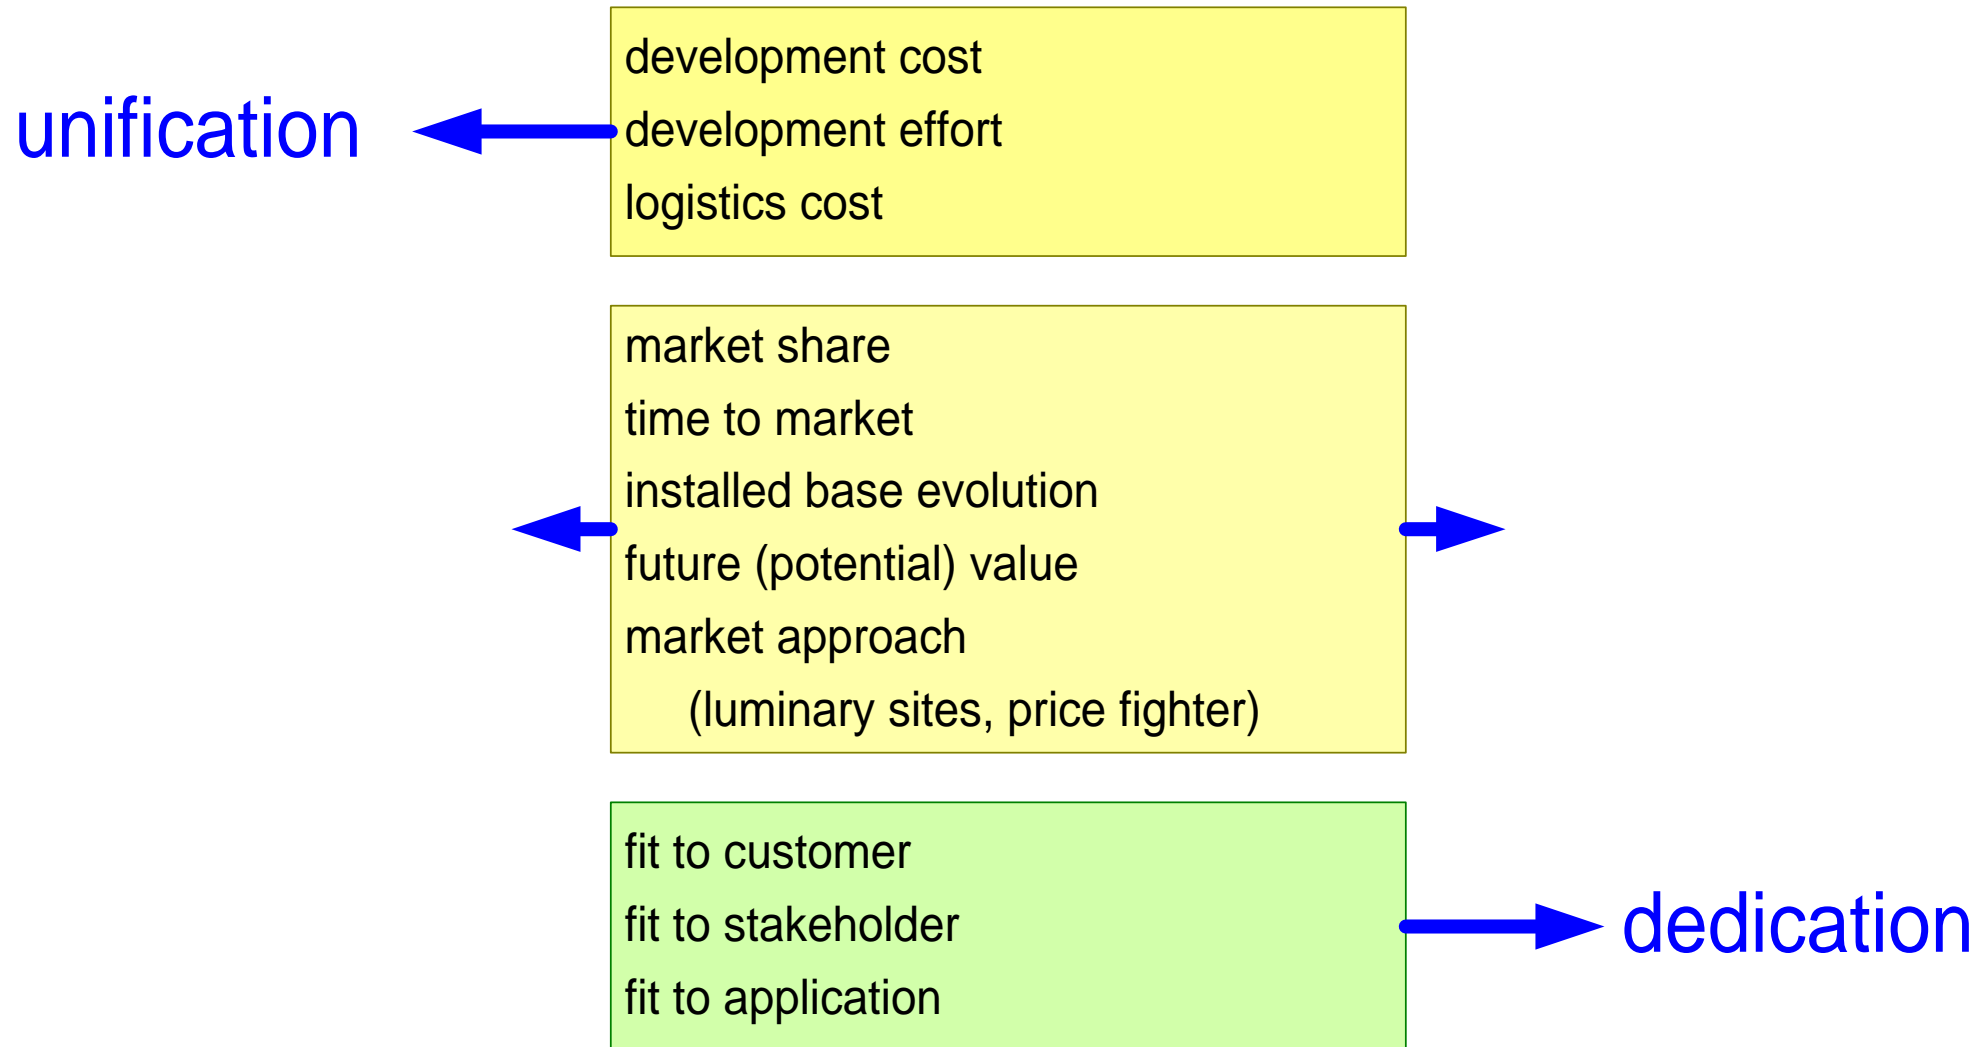 development cost
unification
development effort
logistics cost
market share
time to market
installed base evolution
future (potential) value
market approach
(luminary sites, price fighter)
fit to customer
fit to stakeholder
dedication
fit to application